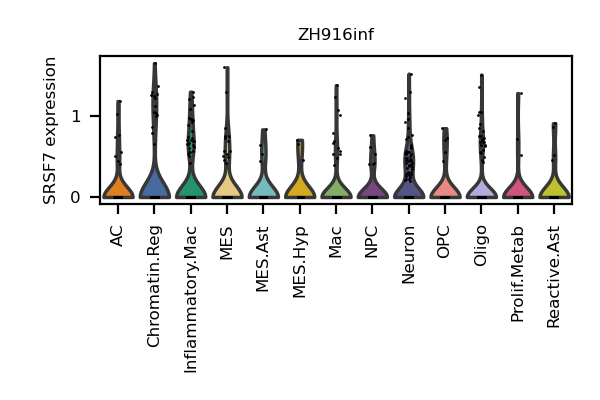 ZH916inf
SRSF7 expression
1
0
AC
Chromatin.Reg
Inflammatory.Mac
MES
MES.Ast
MES.Hyp
Mac
NPC
Neuron
OPC
Oligo
Prolif.Metab
Reactive.Ast